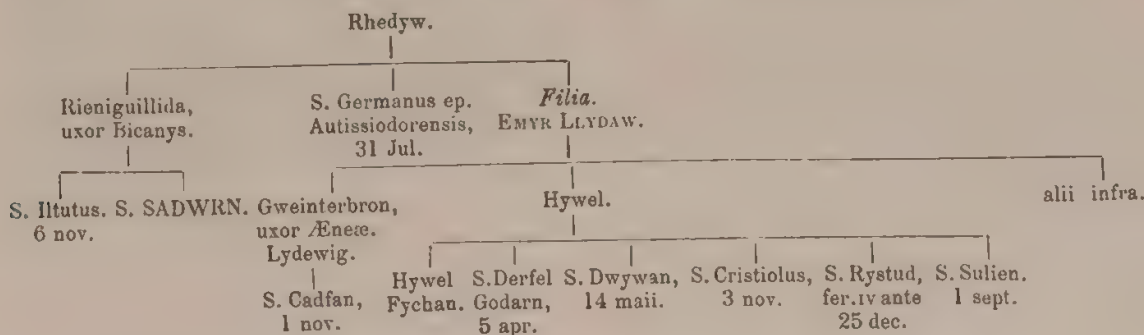 Rhedyw.
Rieniguillida,
uxor Bicanys.
S. Germanus ep.
Autissiodorensis,
31 Jul.
Filia.
EMYR LLYDAW.
S. Iltutus.
6 nov.
S. SADWRN.
Gweinterbron,
uxor Æneæ.
Lydewig.
Hywel.
alii infra.
S. Cadfan,
1 nov.
Hywel
Fychan.
S. Derfel
Godarn,
5 apr.
S. Dwywan,
14 maii.
S. Cristiolus,
3 nov.
S. Rystud,
fer. IV ante
25 dec.
S. Sulien.
1 sept.